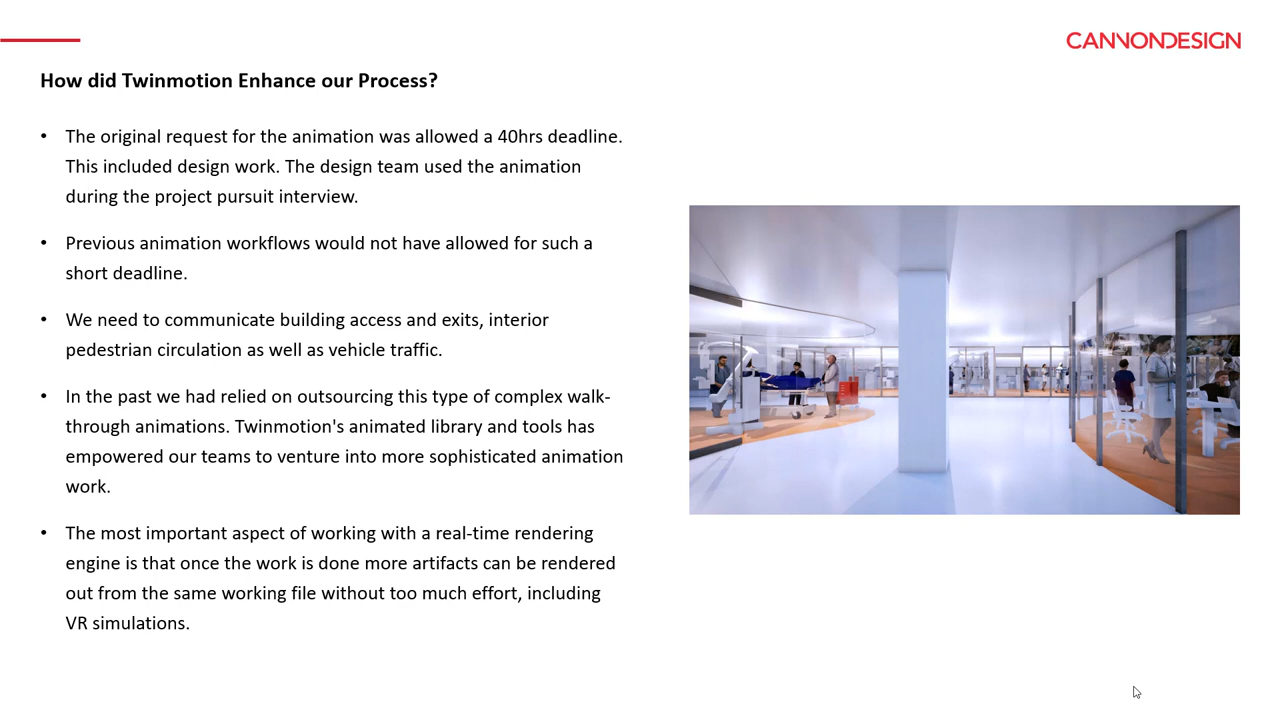 CANNONDESIGN
How did Twinmotion Enhance our Process?
• The original request for the animation was allowed a 40hrs deadline.
This included design work. The design team used the animation
during the project pursuit interview.
• Previous animation workflows would not have allowed for such a
short deadline.
• We need to communicate building access and exits, interior
pedestrian circulation as well as vehicle traffic.
• In the past we had relied on outsourcing this type of complex walk-
through animations. Twinmotion's animated library and tools has
empowered our teams to venture into more sophisticated animation
work.
• The most important aspect of working with a real-time rendering
engine is that once the work is done more artifacts can be rendered
out from the same working file without too much effort, including
VR simulations.